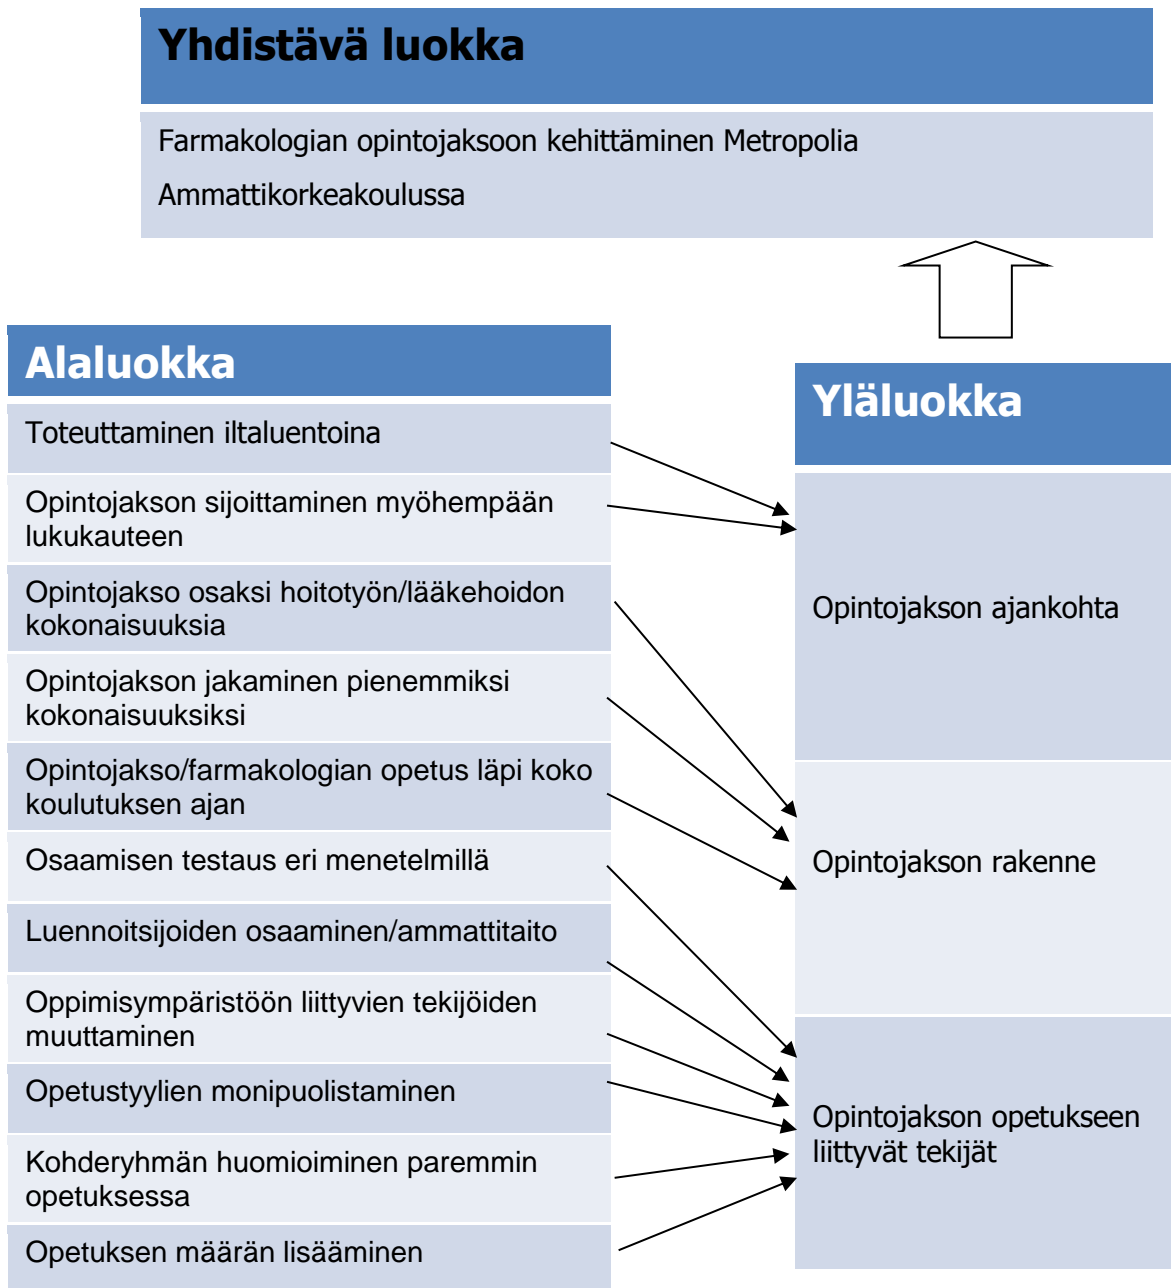 Yhdistävä luokka
Farmakologian opintojaksoon kehittäminen Metropolia
Ammattikorkeakoulussa
Alaluokka
Toteuttaminen iltaluentoina
Opintojakson sijoittaminen myöhempään
lukukauteen
Opintojakso osaksi hoitotyön/lääkehoidon
kokonaisuuksia
Opintojakson jakaminen pienemmiksi
kokonaisuuksiksi
Opintojakso/farmakologian opetus läpi koko
koulutuksen ajan
Osaamisen testaus eri menetelmillä
Luennoitsijoiden osaaminen/ammattitaito
Oppimisympäristöön liittyvien tekijöiden
muuttaminen
Opetustyylien monipuolistaminen
Kohderyhmän huomioiminen paremmin
opetuksessa
Opetuksen määrän lisääminen
Yläluokka
Opintojakson ajankohta
Opintojakson rakenne
Opintojakson opetukseen
liittyvät tekijät